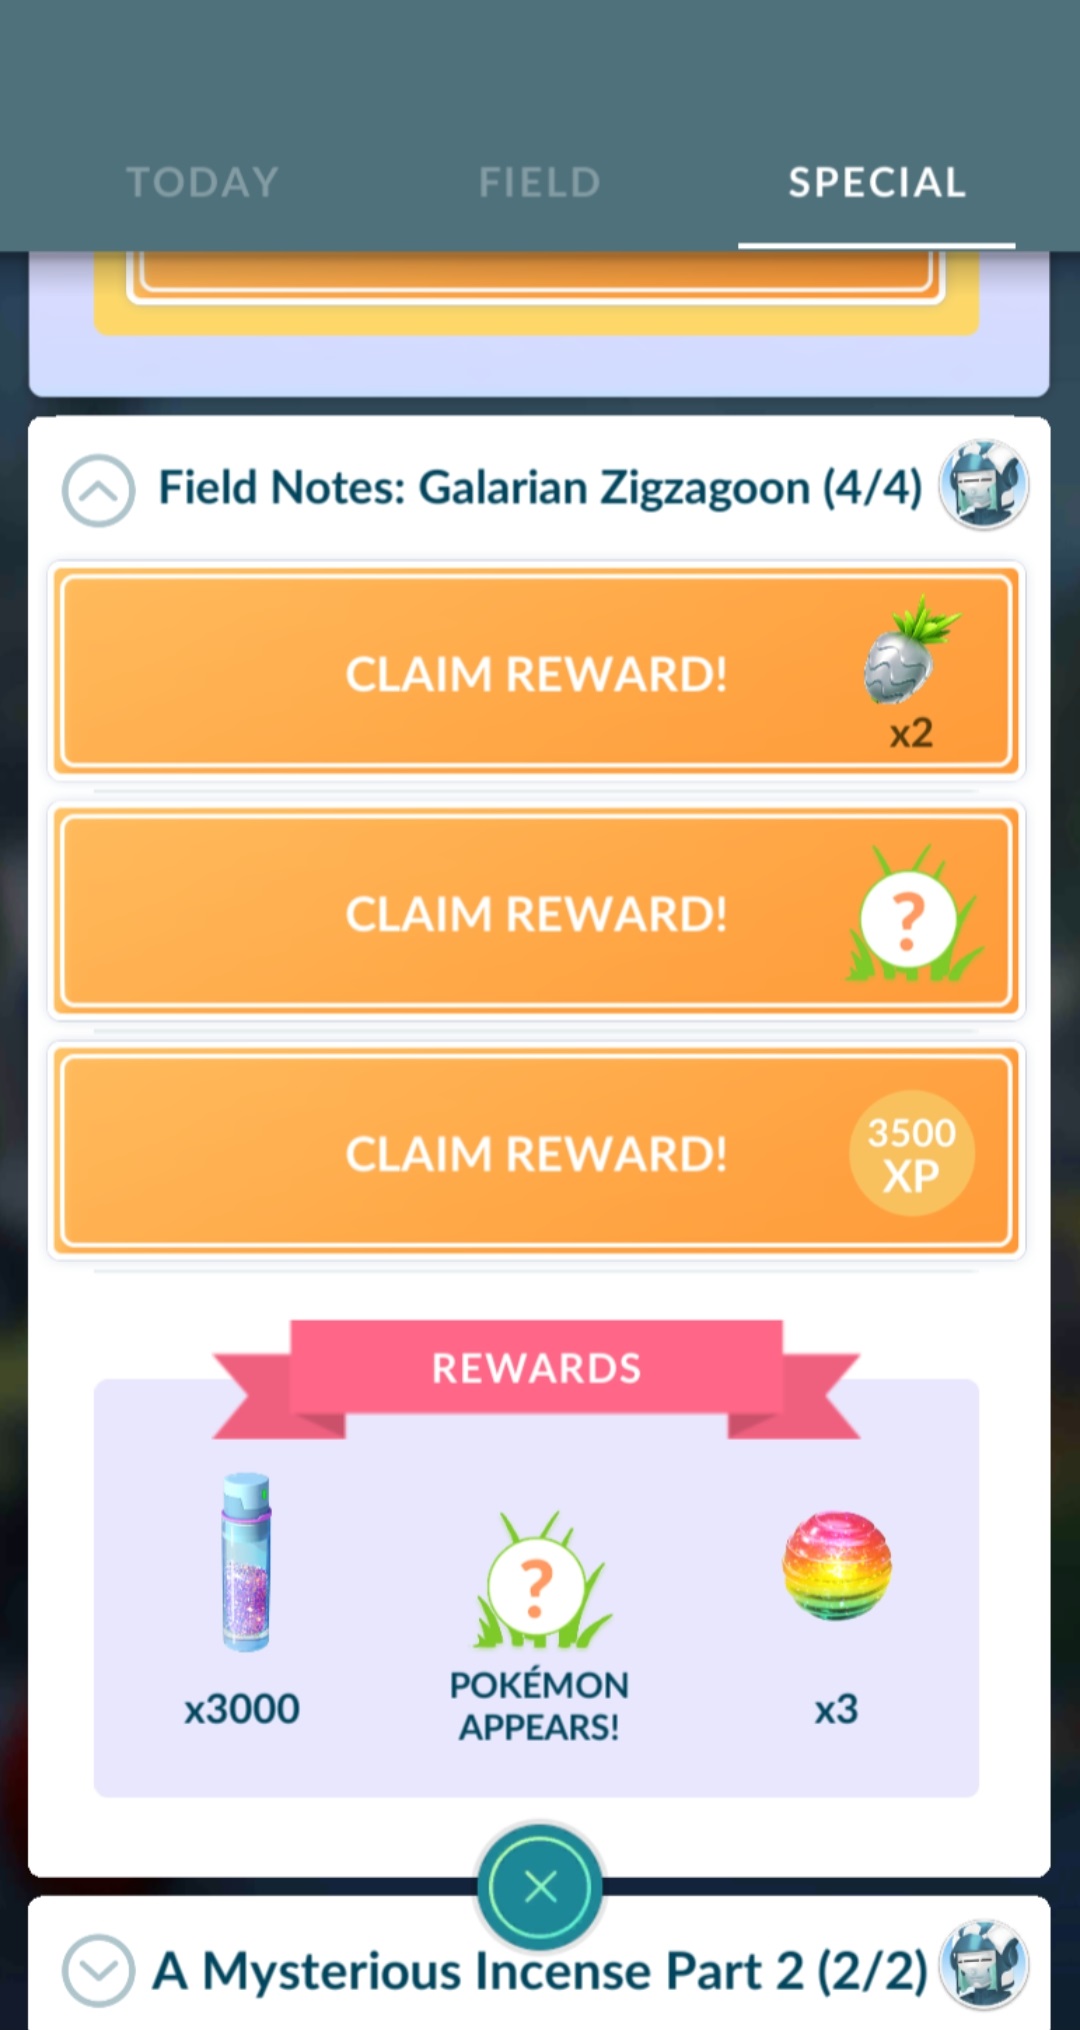 TODAY FIELD SPECIAL
Field Notes: Galarian Zigzagoon (4/4)
CLAIM REWARD!
x2
CLAIM REWARD!
?
CLAIM REWARD!
3500
XP
REWARDS
?
x3000
POKÉMON
APPEARS!
x3
A Mysterious Incense Part 2 (2/2)